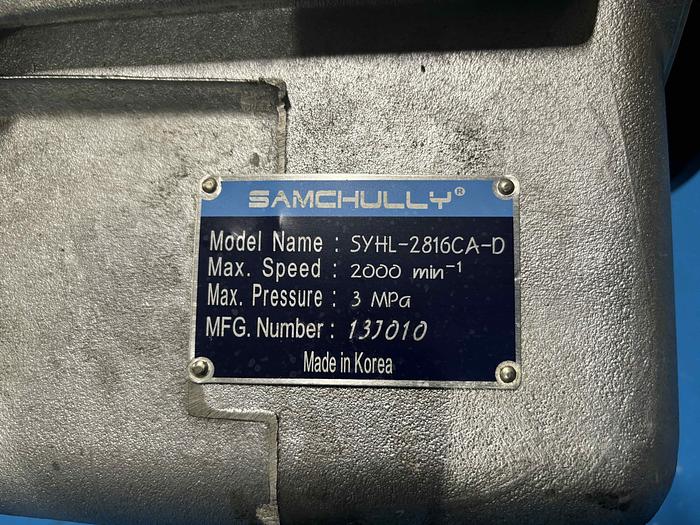 SAMCHULLY®
Model Name : SYHL-2816CA-D
Max. Speed : 2000 min⁻¹
Max. Pressure : 3 MPa
MFG. Number : 13J010
Made in Korea